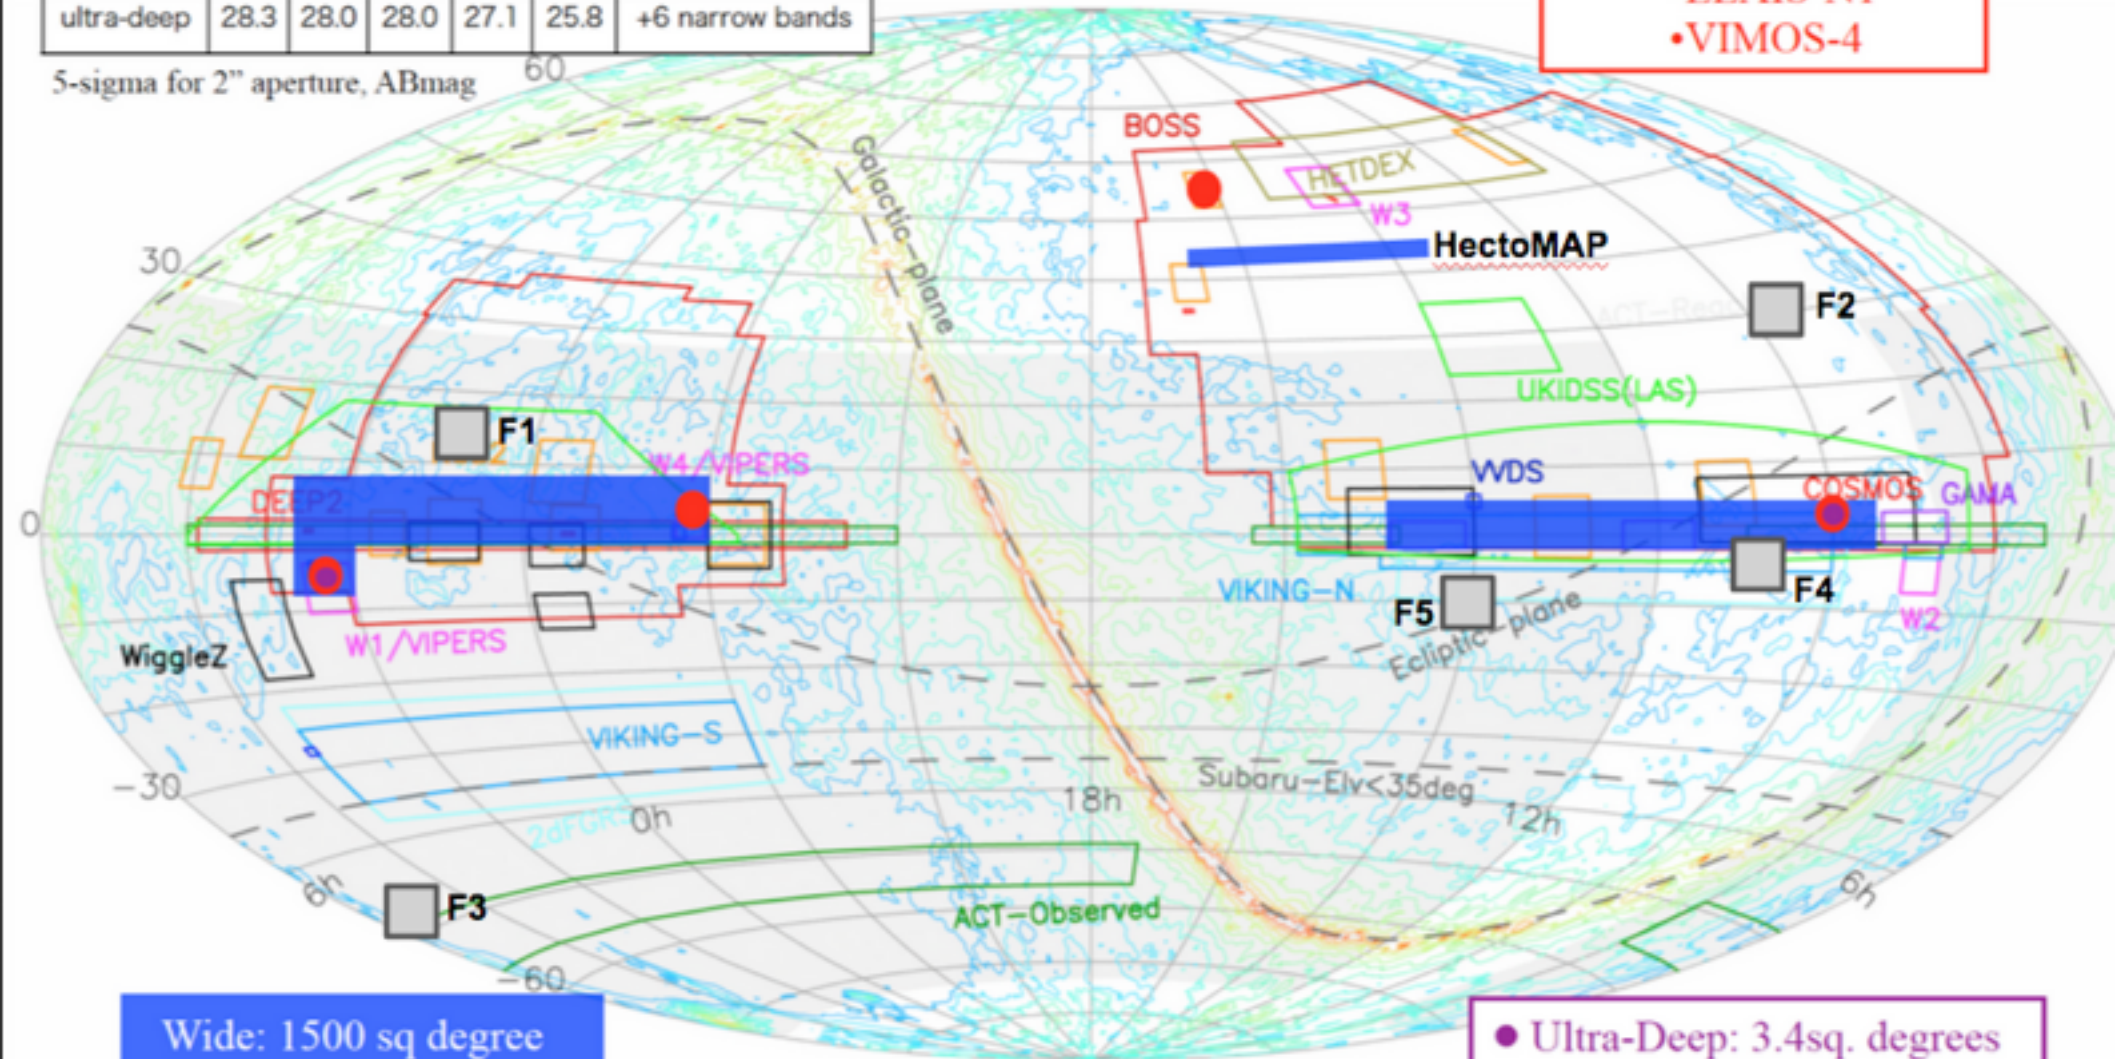 ultra-deep 28.3 28.0 28.0 27.1 25.8 +6 narrow bands
•VIMOS-4
5-sigma for 2” aperture, ABmag
60
BOSS
Galactic-plane
HETDEX
W3
HectoMAP
30
ACT-Reg
F2
UKIDSS(LAS)
F1
W4/VIPERS
VVDS
DEEP2
COSMOS
GAMA
0
VIKING-N
F5
F4
Ecliptic-plane
W2
WiggleZ
W1/VIPERS
VIKING-S
-30
Subaru-Elv<35deg
2dFGR
0h
18h
12h
6h
6h
F3
ACT-Observed
-60
Wide: 1500 sq degree
Ultra-Deep: 3.4sq. degrees